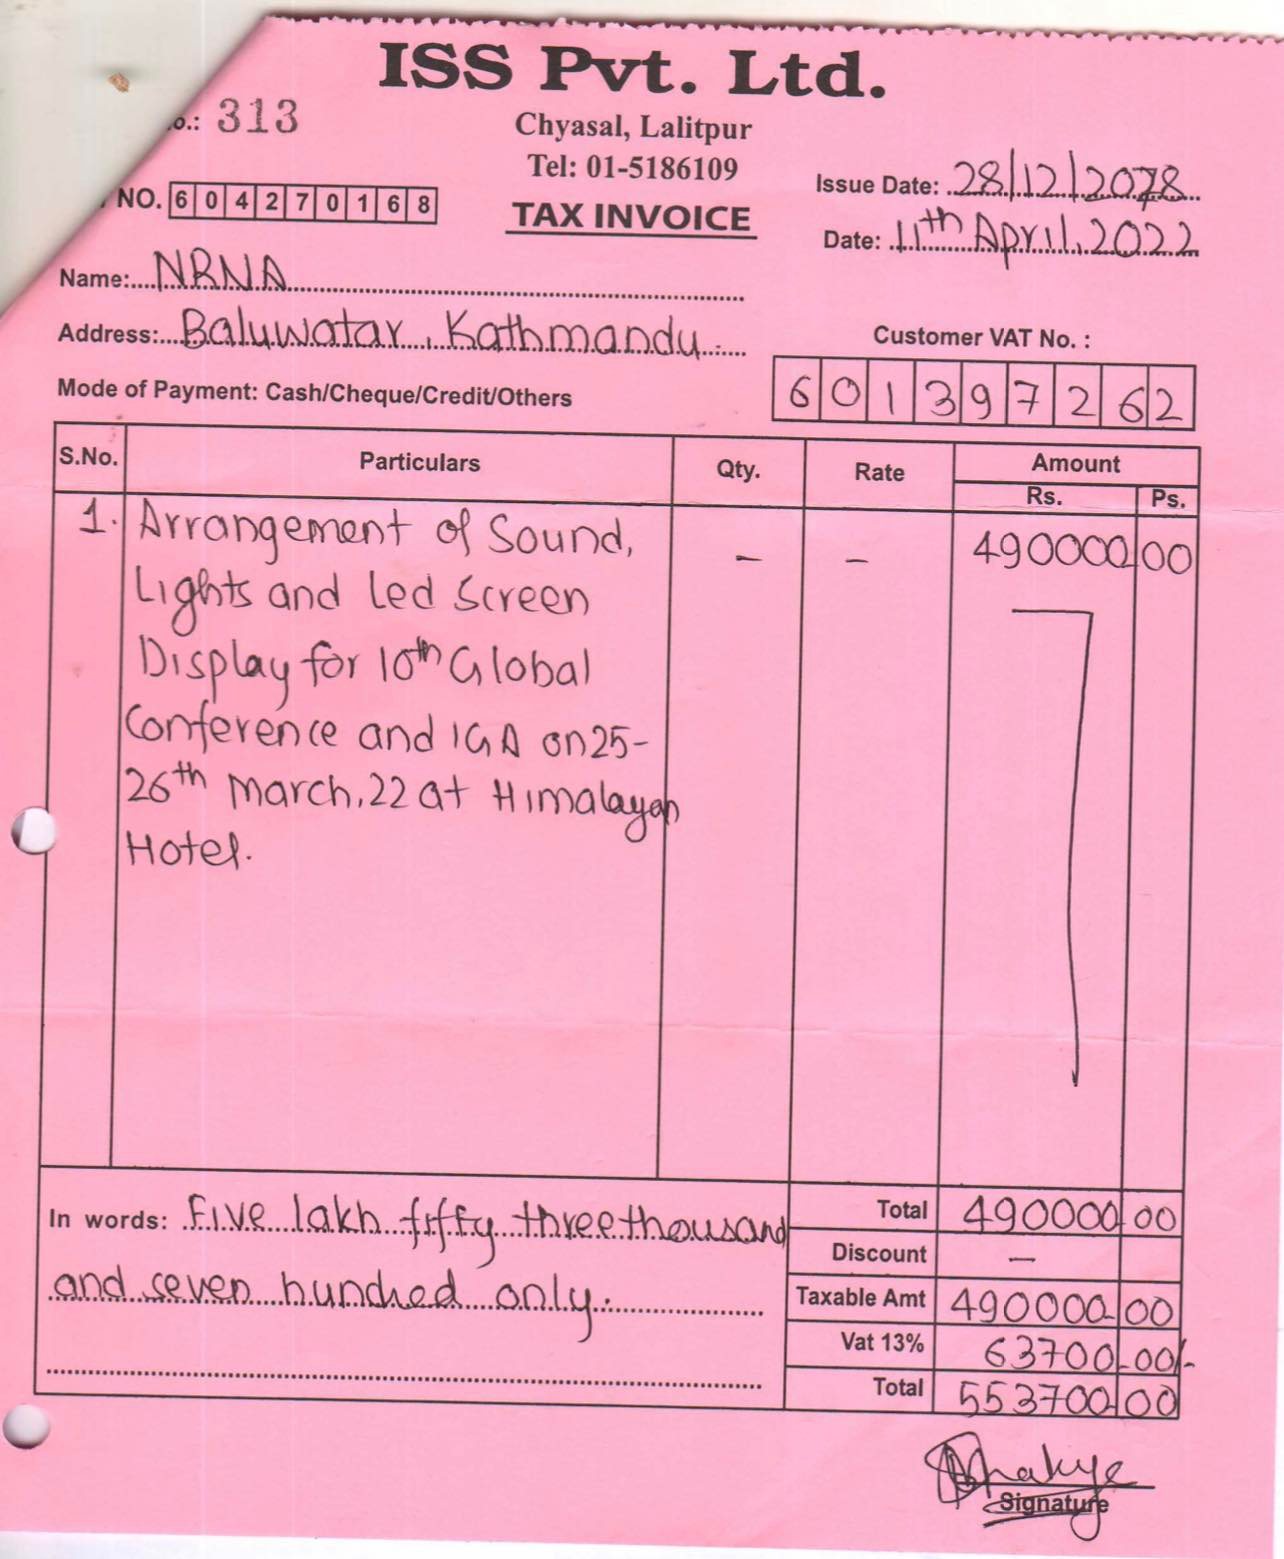 ISS Pvt. Ltd.
o.: 313
Chyasal, Lalitpur
Tel: 01-5186109
Issue Date: 28/12/2078
NO. 604270168
TAX INVOICE
Date: 11th April, 2022
Name: NRNA
Address: Baluwatar, Kathmandu.
Customer VAT No. :
601397262
Mode of Payment: Cash/Cheque/Credit/Others
S.No. Particulars Qty. Rate Amount
Rs. Ps.
1. Arrangement of Sound, - - 490000 00
Lights and Led Screen
Display for 10th Global
Conference and IGA on 25-
26th March, 22 at Himalayan
Hotel.
In words: Five lakh fifty three thousand
and seven hundred only.
Total 490000 00
Discount -
Taxable Amt 490000 00
Vat 13% 63700 00/-
Total 553700 00
Signature